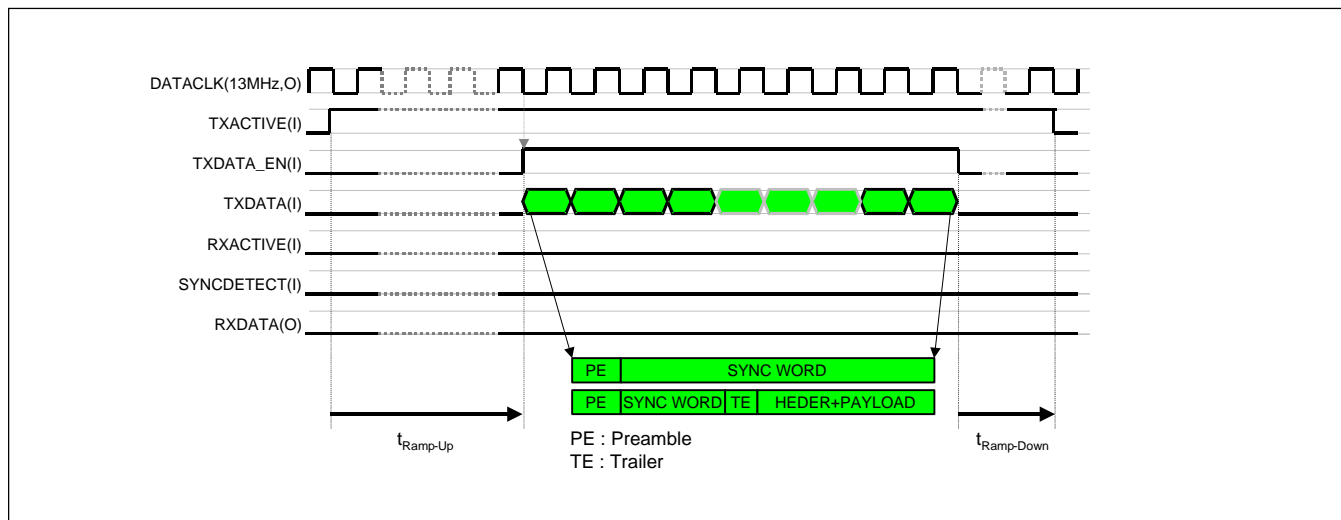 DATACLK(13MHz,O)
TXACTIVE(I)
TXDATA_EN(I)
TXDATA(I)
RXACTIVE(I)
SYNCDETECT(I)
RXDATA(O)
PE SYNC WORD
PE SYNC WORD TE HEDER+PAYLOAD
tRamp-Up
PE : Preamble
TE : Trailer
tRamp-Down